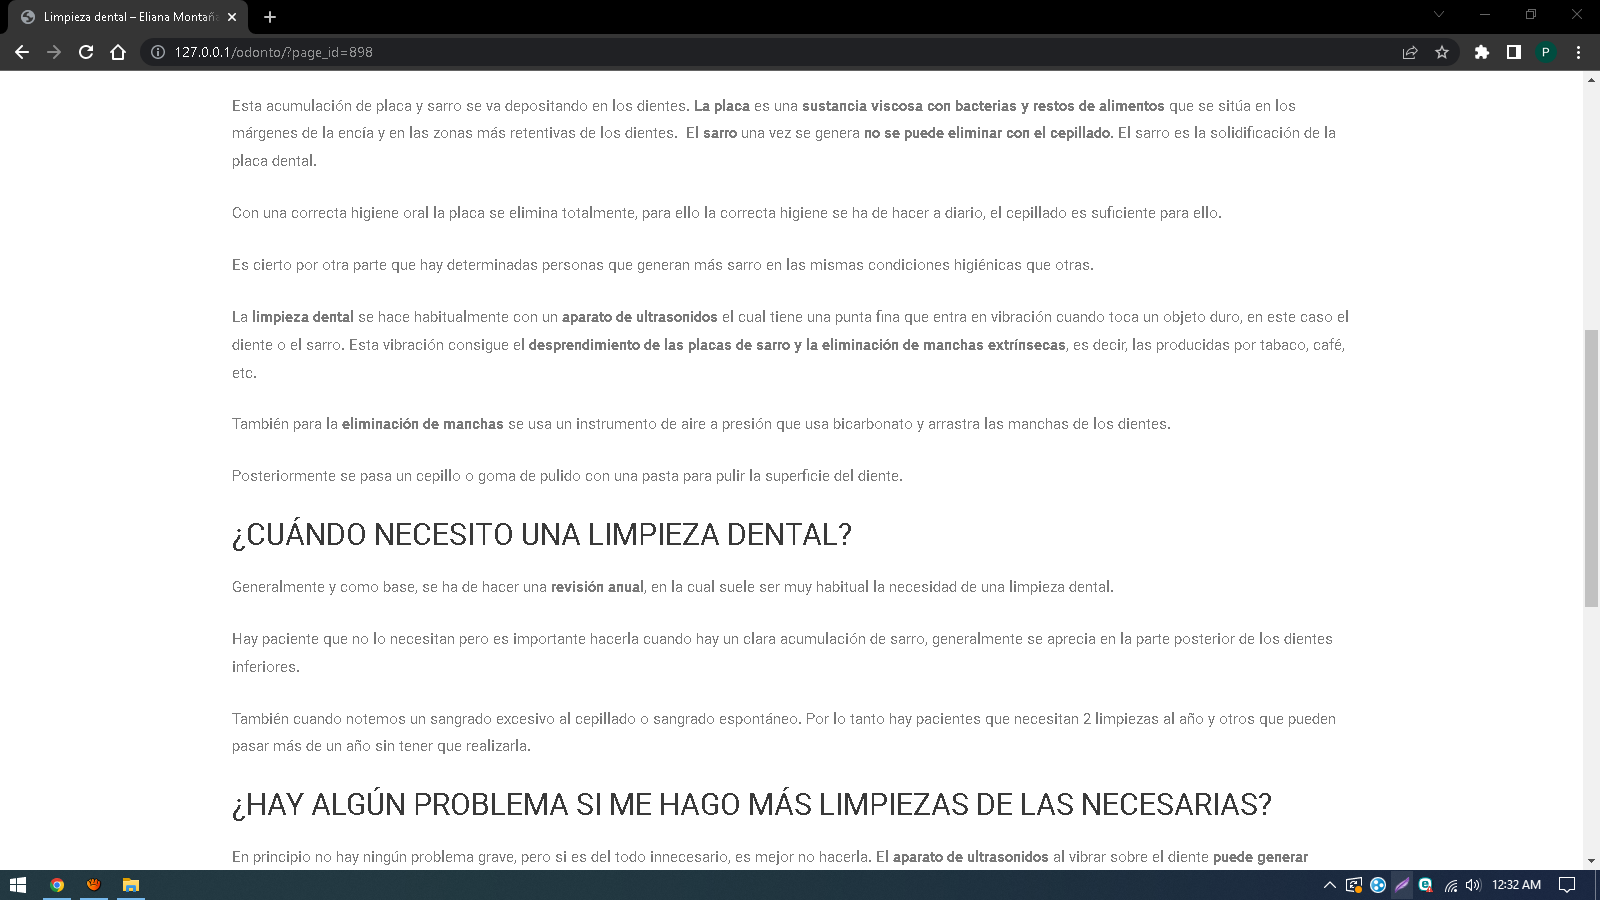 Limpieza dental – Eliana Montaña
127.0.0.1/odonto/?page_id=898
P
Esta acumulación de placa y sarro se va depositando en los dientes. La placa es una sustancia viscosa con bacterias y restos de alimentos que se sitúa en los
márgenes de la encía y en las zonas más retentivas de los dientes.  El sarro una vez se genera no se puede eliminar con el cepillado. El sarro es la solidificación de la
placa dental.
Con una correcta higiene oral la placa se elimina totalmente, para ello la correcta higiene se ha de hacer a diario, el cepillado es suficiente para ello.
Es cierto por otra parte que hay determinadas personas que generan más sarro en las mismas condiciones higiénicas que otras.
La limpieza dental se hace habitualmente con un aparato de ultrasonidos el cual tiene una punta fina que entra en vibración cuando toca un objeto duro, en este caso el
diente o el sarro. Esta vibración consigue el desprendimiento de las placas de sarro y la eliminación de manchas extrínsecas, es decir, las producidas por tabaco, café,
etc.
También para la eliminación de manchas se usa un instrumento de aire a presión que usa bicarbonato y arrastra las manchas de los dientes.
Posteriormente se pasa un cepillo o goma de pulido con una pasta para pulir la superficie del diente.
¿CUÁNDO NECESITO UNA LIMPIEZA DENTAL?
Generalmente y como base, se ha de hacer una revisión anual, en la cual suele ser muy habitual la necesidad de una limpieza dental.
Hay paciente que no lo necesitan pero es importante hacerla cuando hay un clara acumulación de sarro, generalmente se aprecia en la parte posterior de los dientes
inferiores.
También cuando notemos un sangrado excesivo al cepillado o sangrado espontáneo. Por lo tanto hay pacientes que necesitan 2 limpiezas al año y otros que pueden
pasar más de un año sin tener que realizarla.
¿HAY ALGÚN PROBLEMA SI ME HAGO MÁS LIMPIEZAS DE LAS NECESARIAS?
En principio no hay ningún problema grave, pero si es del todo innecesario, es mejor no hacerla. El aparato de ultrasonidos al vibrar sobre el diente puede generar
12:32 AM